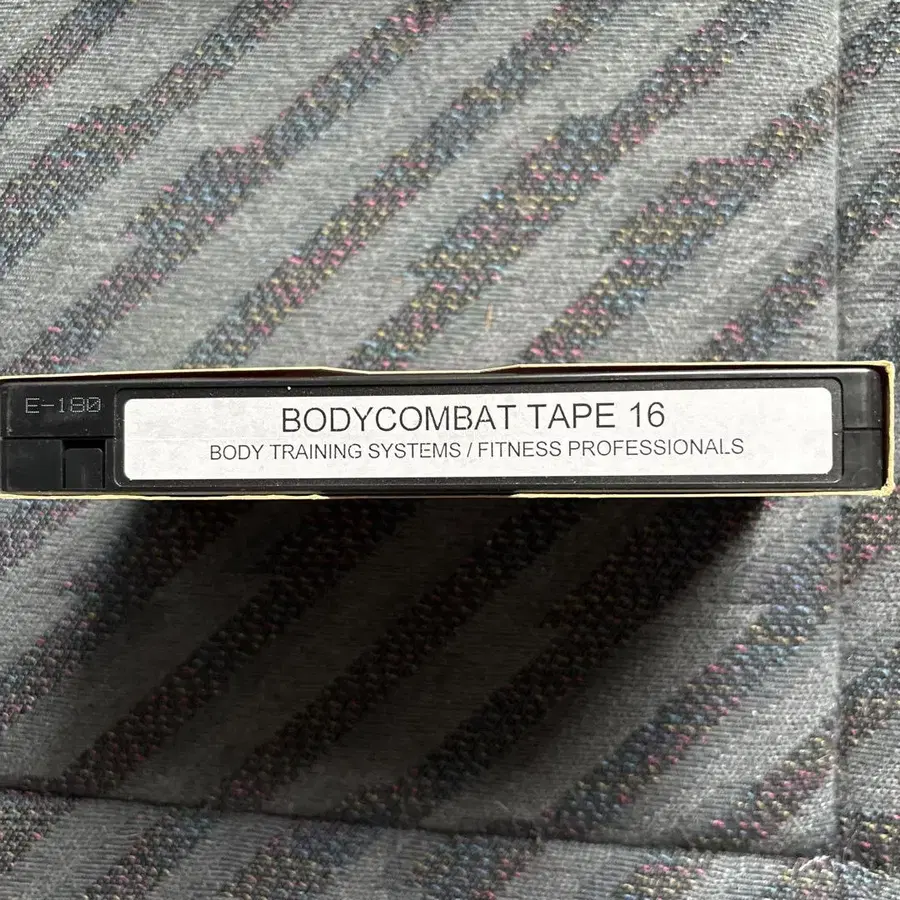 E-180
BODYCOMBAT TAPE 16
BODY TRAINING SYSTEMS / FITNESS PROFESSIONALS